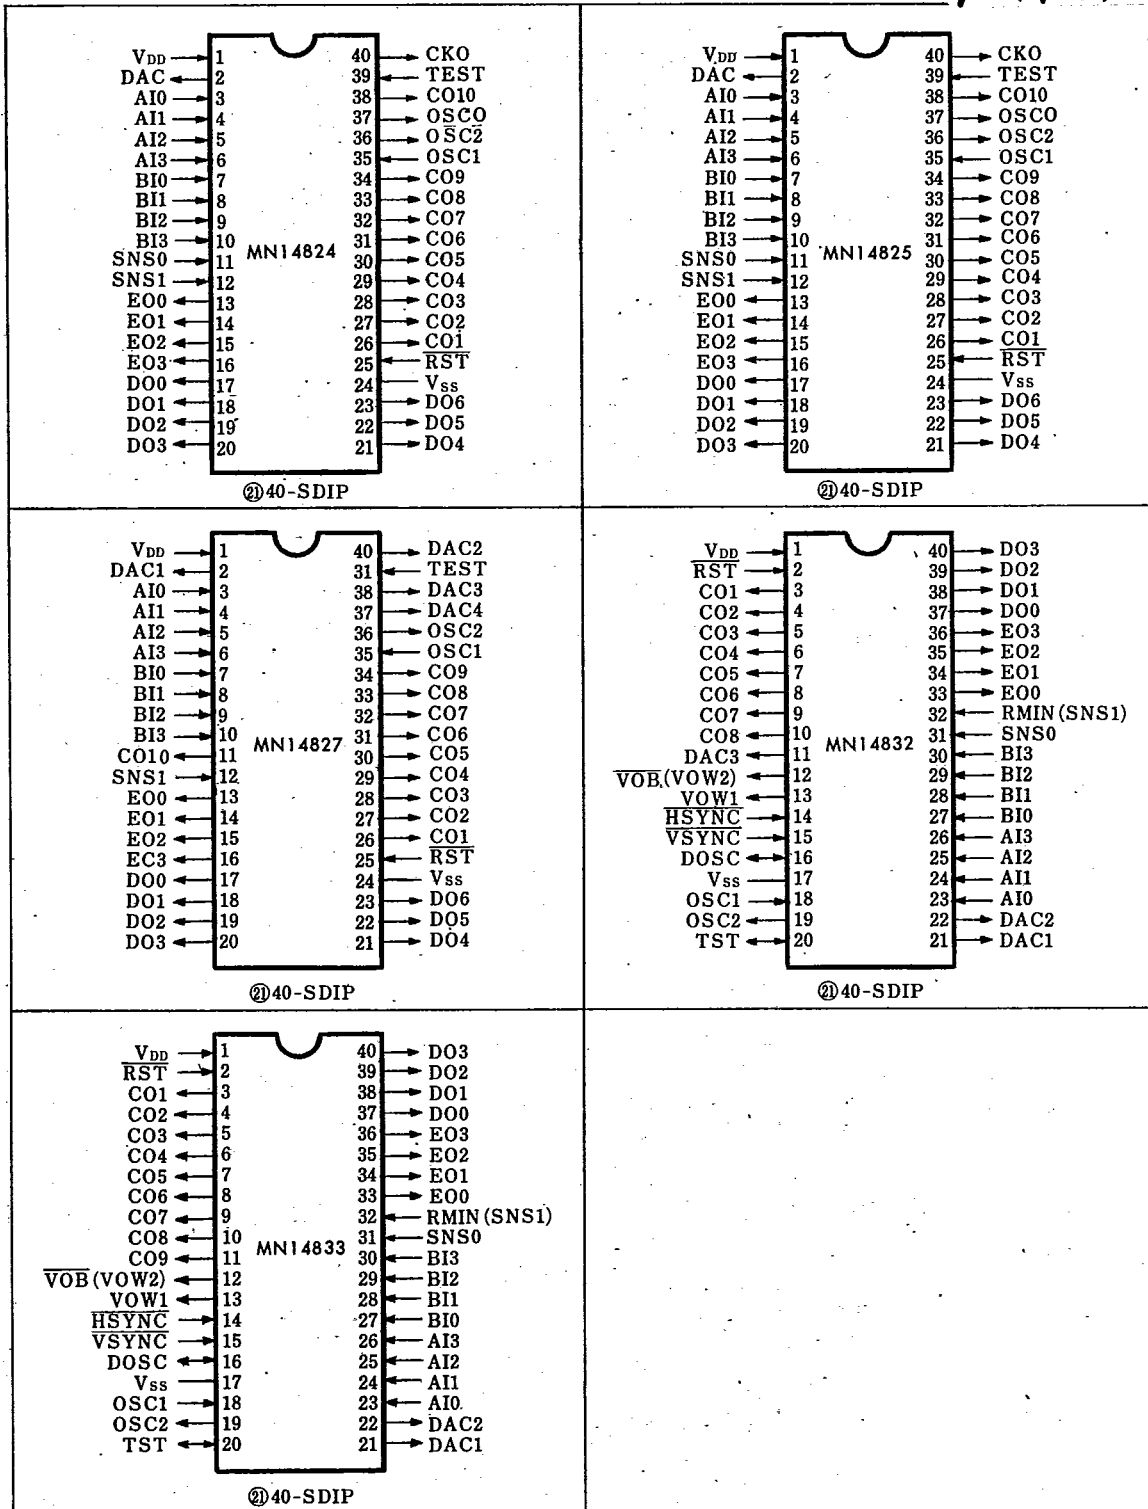 VDD 1 40 CKO
DAC 2 39 TEST
AI0 3 38 CO10
AI1 4 37 OSCO
AI2 5 36 OSC2
AI3 6 35 OSC1
BI0 7 34 CO9
BI1 8 33 CO8
BI2 9 32 CO7
BI3 10 31 CO6
MN14824
SNS0 11 30 CO5
SNS1 12 29 CO4
EO0 13 28 CO3
EO1 14 27 CO2
EO2 15 26 CO1
EO3 16 25 RST
DO0 17 24 Vss
DO1 18 23 DO6
DO2 19 22 DO5
DO3 20 21 DO4
㉑40-SDIP
VDD 1 40 CKO
DAC 2 39 TEST
AI0 3 38 CO10
AI1 4 37 OSCO
AI2 5 36 OSC2
AI3 6 35 OSC1
BI0 7 34 CO9
BI1 8 33 CO8
BI2 9 32 CO7
BI3 10 31 CO6
MN14825
SNS0 11 30 CO5
SNS1 12 29 CO4
EO0 13 28 CO3
EO1 14 27 CO2
EO2 15 26 CO1
EO3 16 25 RST
DO0 17 24 Vss
DO1 18 23 DO6
DO2 19 22 DO5
DO3 20 21 DO4
㉑40-SDIP
VDD 1 40 DAC2
DAC1 2 31 TEST
AI0 3 38 DAC3
AI1 4 37 DAC4
AI2 5 36 OSC2
AI3 6 35 OSC1
BI0 7 34 CO9
BI1 8 33 CO8
BI2 9 32 CO7
BI3 10 31 CO6
MN14827
CO10 11 30 CO5
SNS1 12 29 CO4
EO0 13 28 CO3
EO1 14 27 CO2
EO2 15 26 CO1
EC3 16 25 RST
DO0 17 24 Vss
DO1 18 23 DO6
DO2 19 22 DO5
DO3 20 21 DO4
㉑40-SDIP
VDD 1 40 DO3
RST 2 39 DO2
CO1 3 38 DO1
CO2 4 37 DO0
CO3 5 36 EO3
CO4 6 35 EO2
CO5 7 34 EO1
CO6 8 33 EO0
CO7 9 32 RMIN(SNS1)
CO8 10 31 SNS0
MN14832
DAC3 11 30 BI3
VOB(VOW2) 12 29 BI2
VOW1 13 28 BI1
HSYNC 14 27 BI0
VSYNC 15 26 AI3
DOSC 16 25 AI2
Vss 17 24 AI1
OSC1 18 23 AI0
OSC2 19 22 DAC2
TST 20 21 DAC1
㉑40-SDIP
VDD 1 40 DO3
RST 2 39 DO2
CO1 3 38 DO1
CO2 4 37 DO0
CO3 5 36 EO3
CO4 6 35 EO2
CO5 7 34 EO1
CO6 8 33 EO0
CO7 9 32 RMIN(SNS1)
CO8 10 31 SNS0
MN14833
CO9 11 30 BI3
VOB(VOW2) 12 29 BI2
VOW1 13 28 BI1
HSYNC 14 27 BI0
VSYNC 15 26 AI3
DOSC 16 25 AI2
Vss 17 24 AI1
OSC1 18 23 AI0
OSC2 19 22 DAC2
TST 20 21 DAC1
㉑40-SDIP